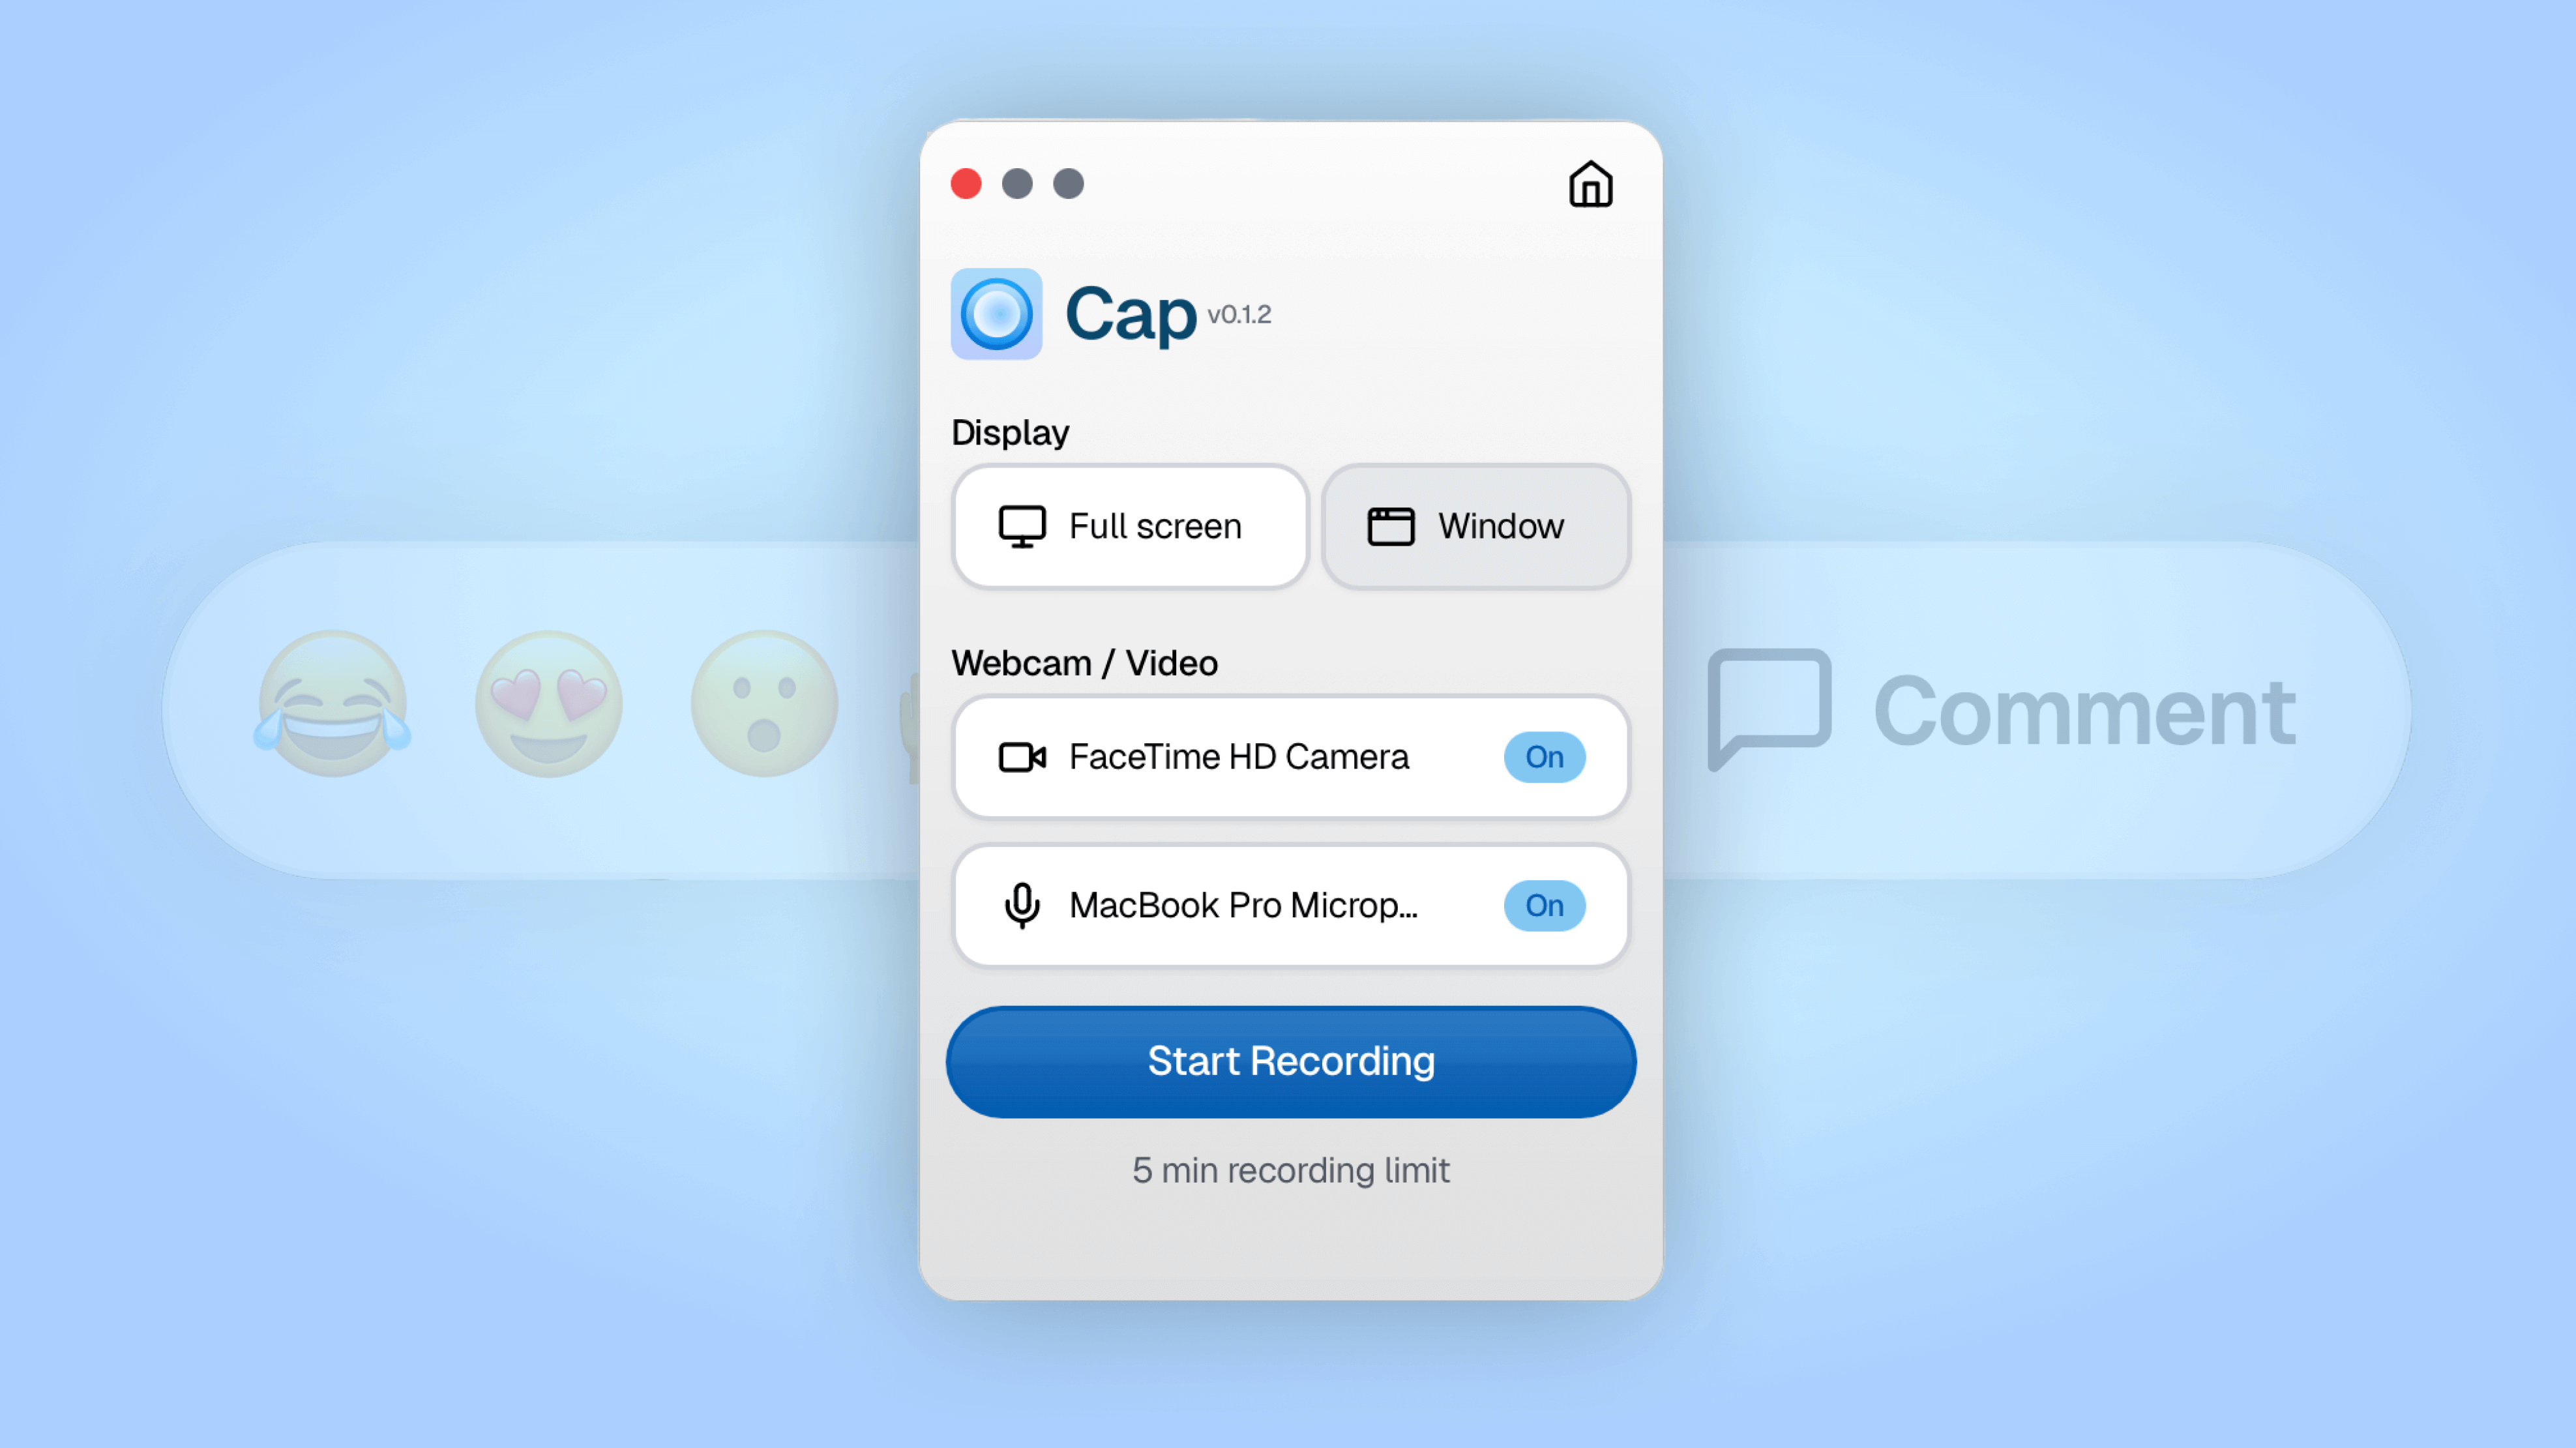 Cap v0.1.2
Display
Full screen Window
Webcam / Video
FaceTime HD Camera On
MacBook Pro Microp... On
Start Recording
5 min recording limit
Comment